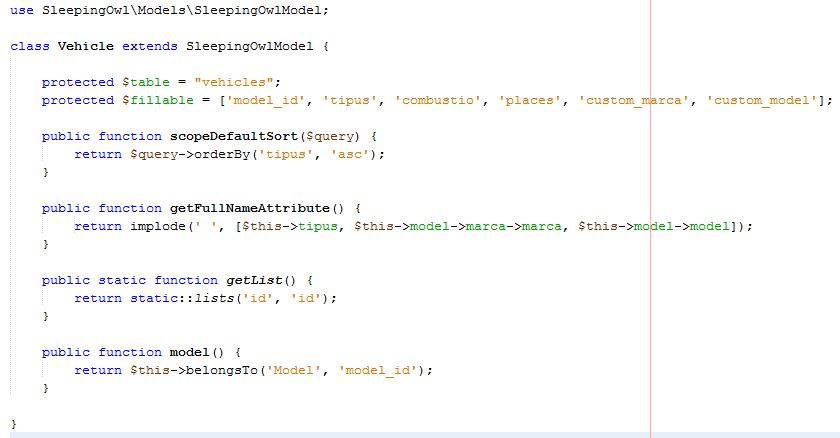 use SleepingOwl\Models\SleepingOwlModel;
class Vehicle extends SleepingOwlModel {
protected $table = "vehicles";
protected $fillable = ['model_id', 'tipus', 'combustio', 'places', 'custom_marca', 'custom_model'];
public function scopeDefaultSort($query) {
return $query->orderBy('tipus', 'asc');
}
public function getFullNameAttribute() {
return implode(' ', [$this->tipus, $this->model->marca->marca, $this->model->model]);
}
public static function getList() {
return static::lists('id', 'id');
}
public function model() {
return $this->belongsTo('Model', 'model_id');
}
}